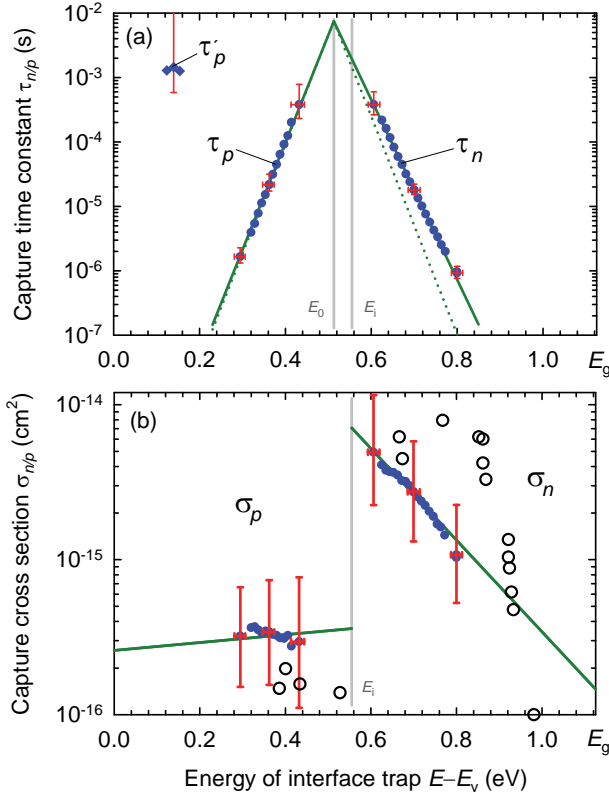 (a)
Capture time constant τn/p (s)
10-2
10-3
10-4
10-5
10-6
10-7
τ´p
τp
τn
E0
Ei
0.0
0.2
0.4
0.6
0.8
1.0
Eg
(b)
Capture cross section σn/p (cm2)
10-14
10-15
10-16
σp
σn
Ei
0.0
0.2
0.4
0.6
0.8
1.0
Eg
Energy of interface trap E–Ev (eV)